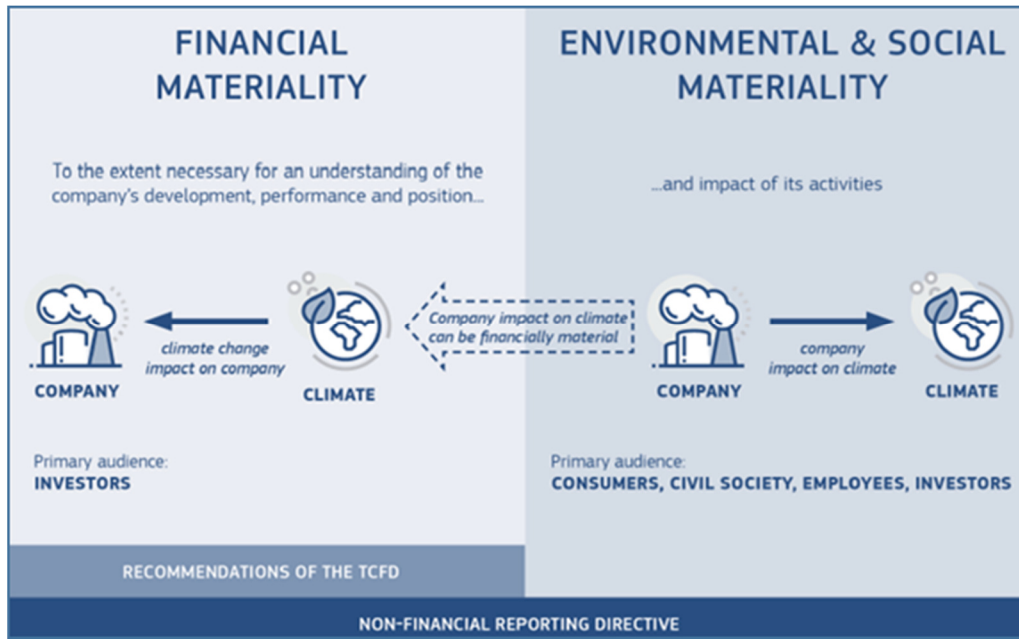 FINANCIAL
MATERIALITY
To the extent necessary for an understanding of the
company's development, performance and position...
COMPANY
climate change
impact on company
CLIMATE
Primary audience:
INVESTORS
RECOMMENDATIONS OF THE TCFD
Company impact on climate
can be financially material
ENVIRONMENTAL & SOCIAL
MATERIALITY
...and impact of its activities
COMPANY
company
impact on climate
CLIMATE
Primary audience:
CONSUMERS, CIVIL SOCIETY, EMPLOYEES, INVESTORS
NON-FINANCIAL REPORTING DIRECTIVE